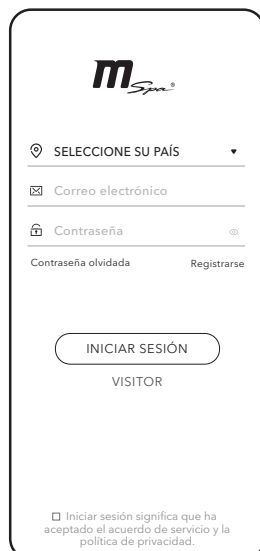 mSpa®
SELECCIONE SU PAÍS
Correo electrónico
Contraseña
Contraseña olvidada Registrarse
INICIAR SESIÓN
VISITOR
Iniciar sesión significa que ha
aceptado el acuerdo de servicio y la
política de privacidad.